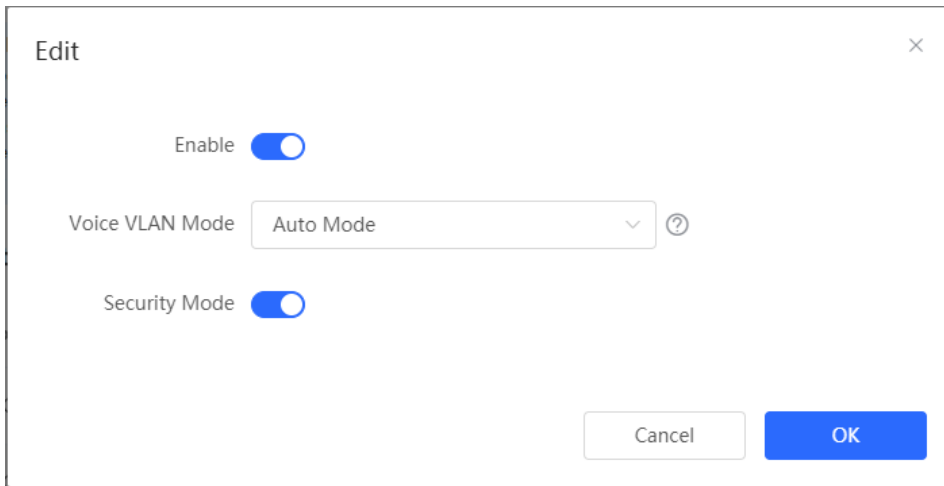 Edit
Enable
Voice VLAN Mode Auto Mode
Security Mode
Cancel OK